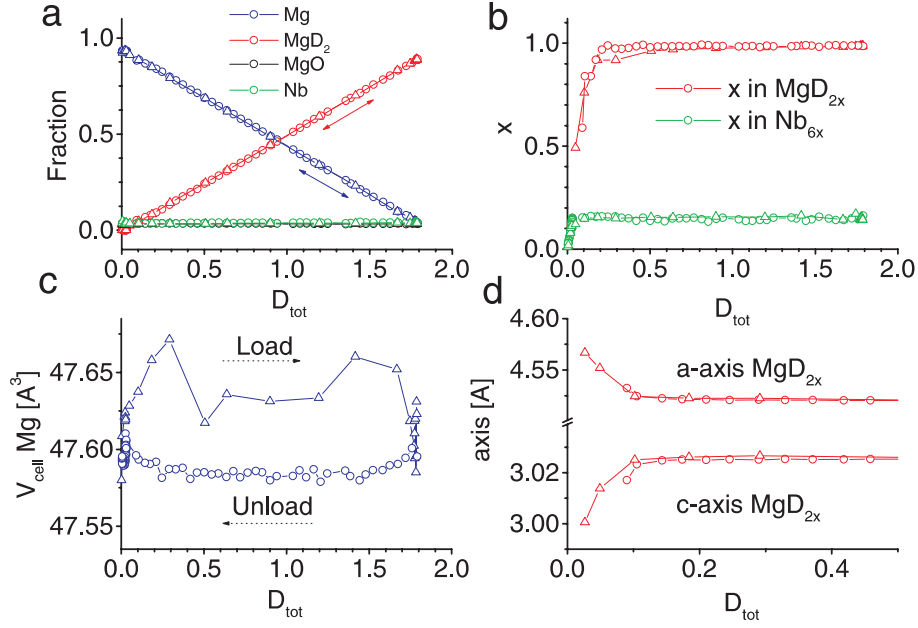 a
Mg
MgD2
MgO
Nb
Fraction
1.0
0.5
0.0
0.0 0.5 1.0 1.5 2.0
Dtot
b
x
1.0
0.5
0.0
x in MgD2x
x in Nb6x
0.0 0.5 1.0 1.5 2.0
Dtot
c
Vcell Mg [A3]
47.65
47.60
47.55
Load
Unload
0.0 0.5 1.0 1.5 2.0
Dtot
d
axis [A]
4.60
4.55
3.02
3.00
a-axis MgD2x
c-axis MgD2x
0.0 0.2 0.4
Dtot